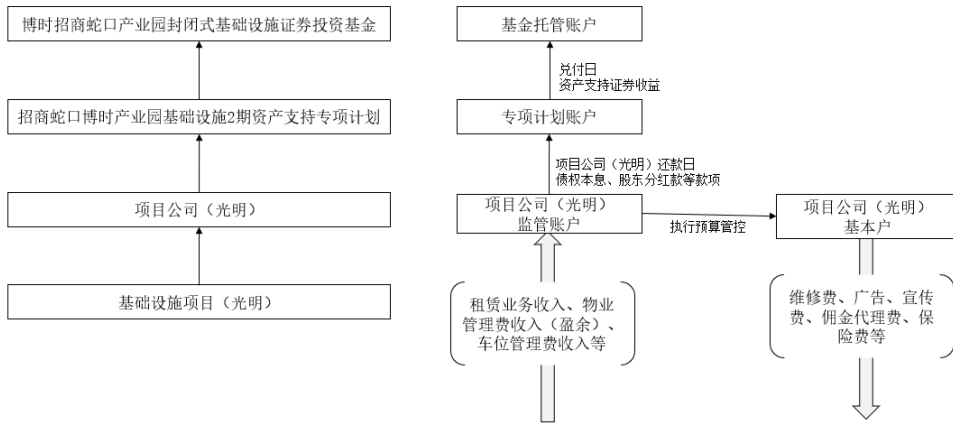 博时招商蛇口产业园封闭式基础设施证券投资基金
招商蛇口博时产业园基础设施2期资产支持专项计划
项目公司（光明）
基础设施项目（光明）
基金托管账户
兑付日
资产支持证券收益
专项计划账户
项目公司（光明）还款日
债权本息、股东分红款等款项
项目公司（光明）
监管账户
执行预算管控
项目公司（光明）
基本户
租赁业务收入、物业
管理费收入（盈余）、
车位管理费收入等
维修费、广告、宣传
费、佣金代理费、保
险费等